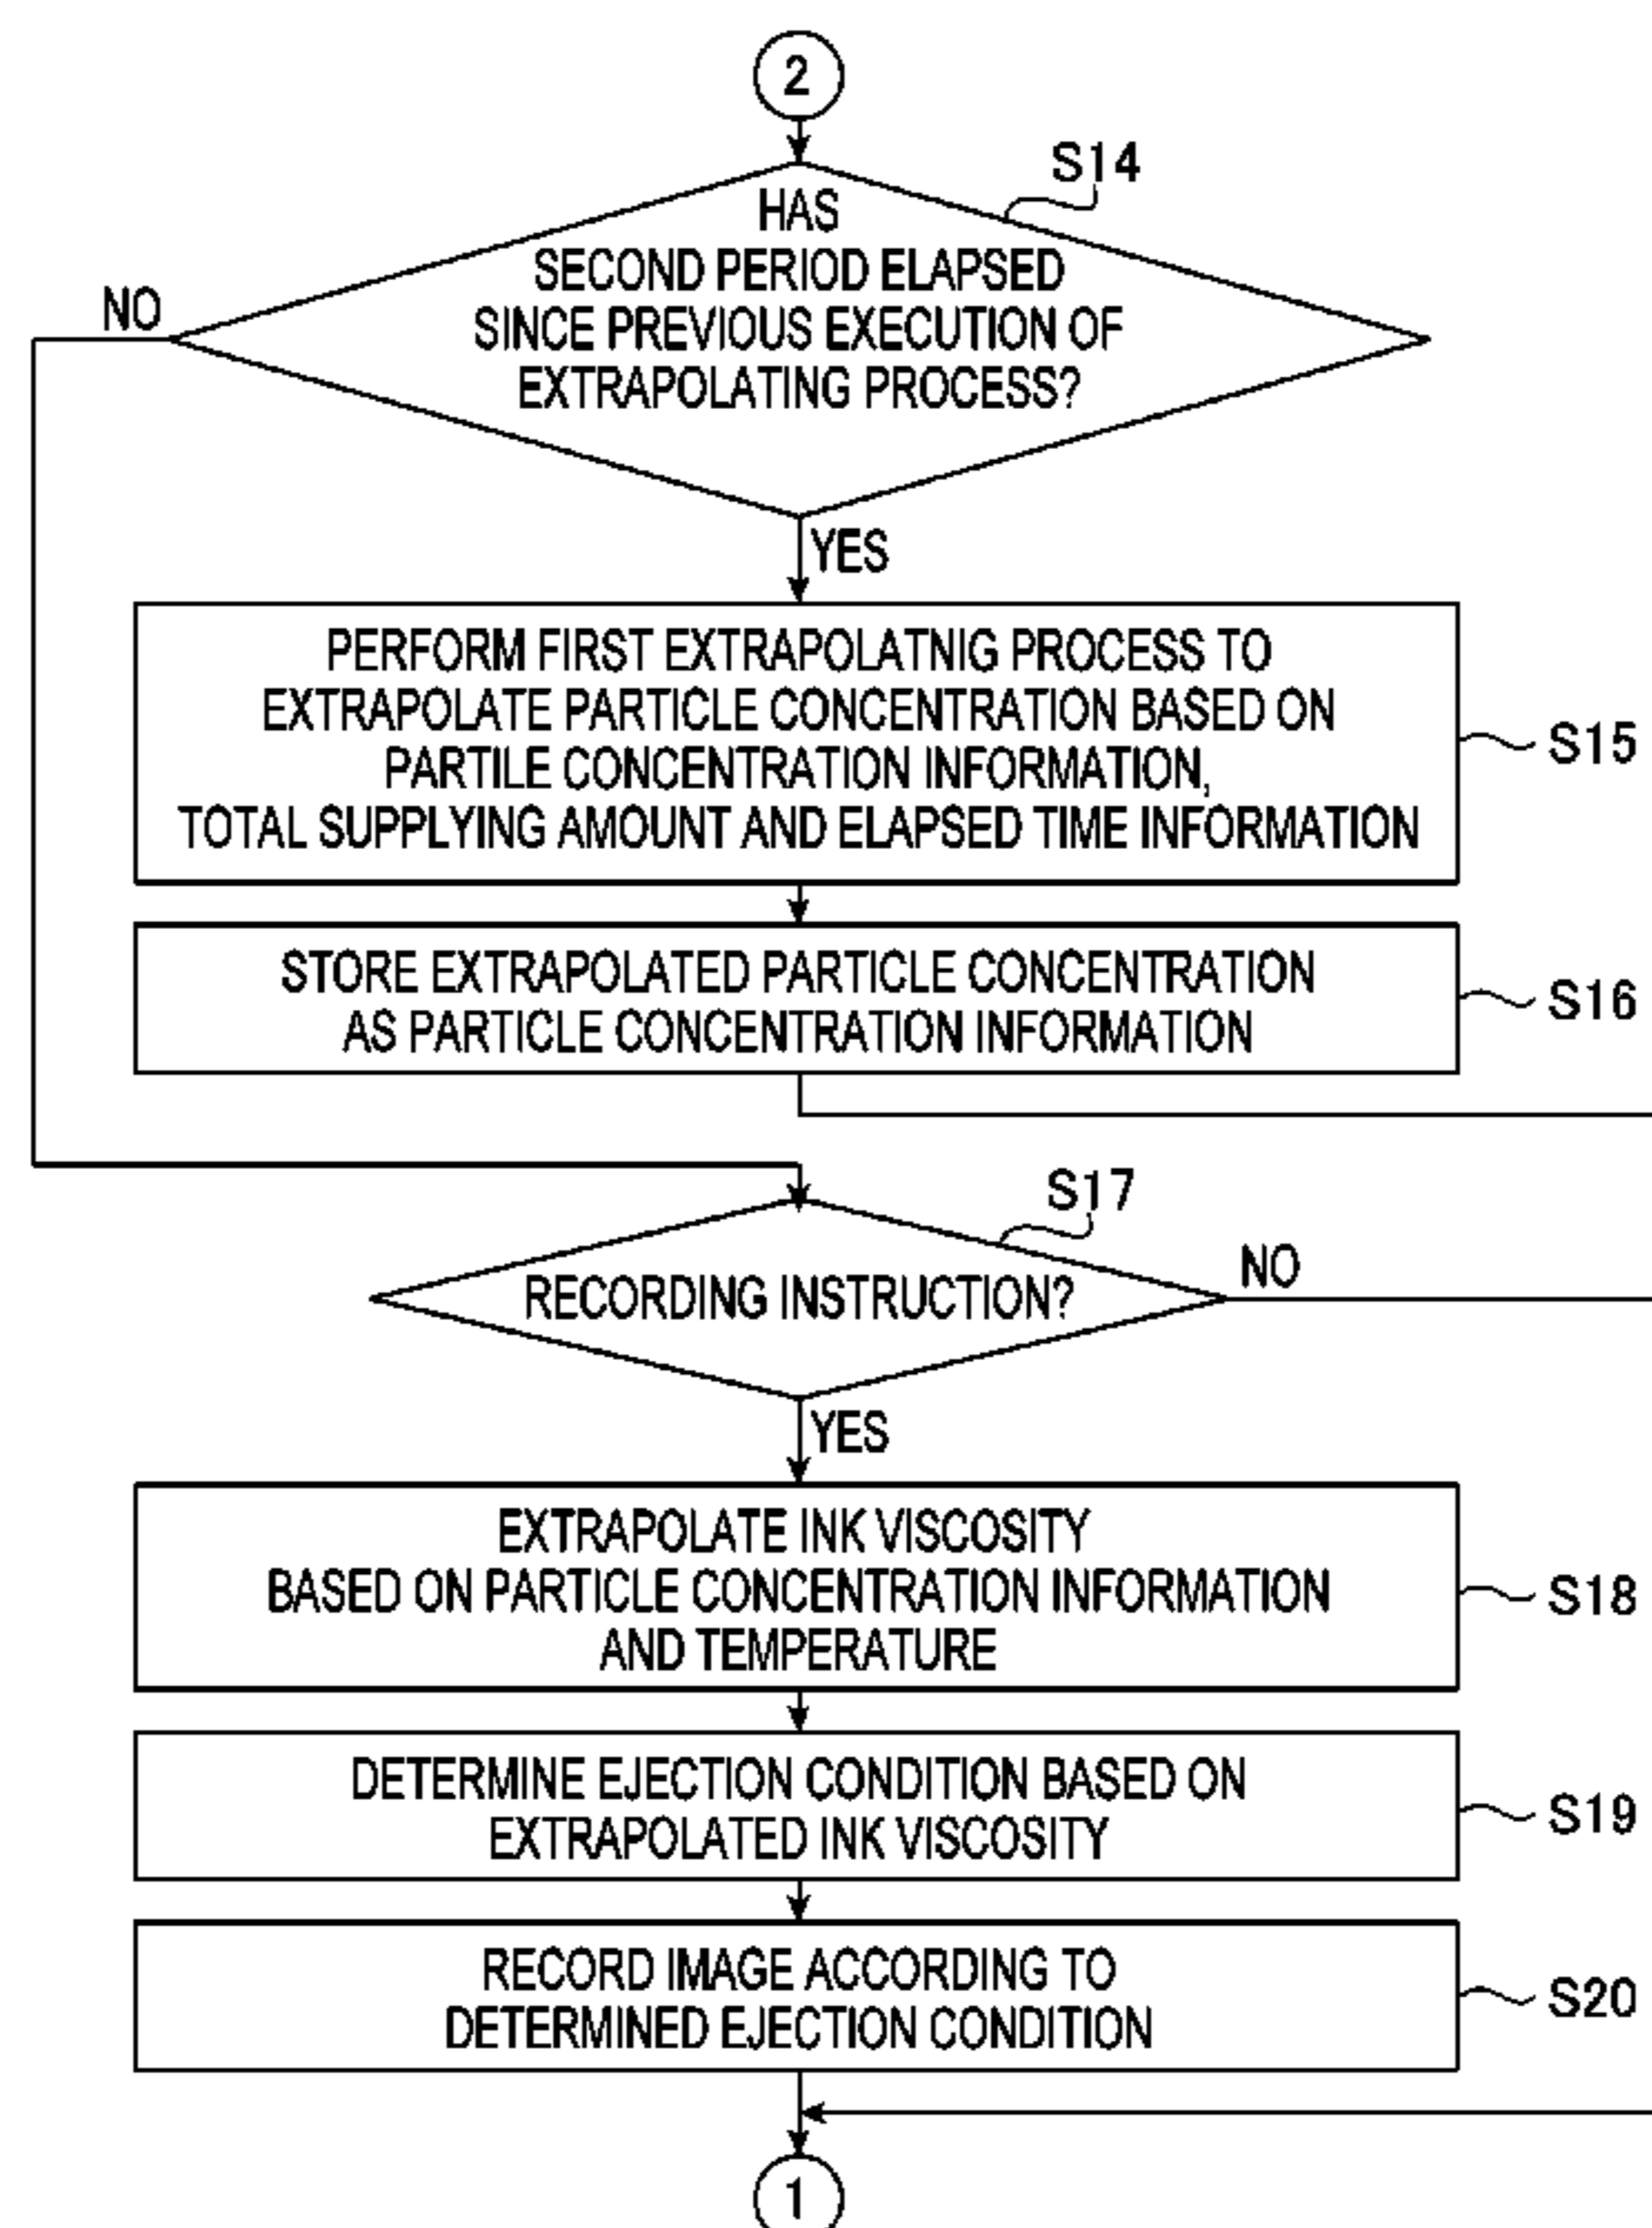 2
S14
HAS
SECOND PERIOD ELAPSED
SINCE PREVIOUS EXECUTION OF
EXTRAPOLATING PROCESS?
NO
YES
PERFORM FIRST EXTRAPOLATNIG PROCESS TO
EXTRAPOLATE PARTICLE CONCENTRATION BASED ON
PARTILE CONCENTRATION INFORMATION,
TOTAL SUPPLYING AMOUNT AND ELAPSED TIME INFORMATION
S15
STORE EXTRAPOLATED PARTICLE CONCENTRATION
AS PARTICLE CONCENTRATION INFORMATION
S16
S17
RECORDING INSTRUCTION?
NO
YES
EXTRAPOLATE INK VISCOSITY
BASED ON PARTICLE CONCENTRATION INFORMATION
AND TEMPERATURE
S18
DETERMINE EJECTION CONDITION BASED ON
EXTRAPOLATED INK VISCOSITY
S19
RECORD IMAGE ACCORDING TO
DETERMINED EJECTION CONDITION
S20
1